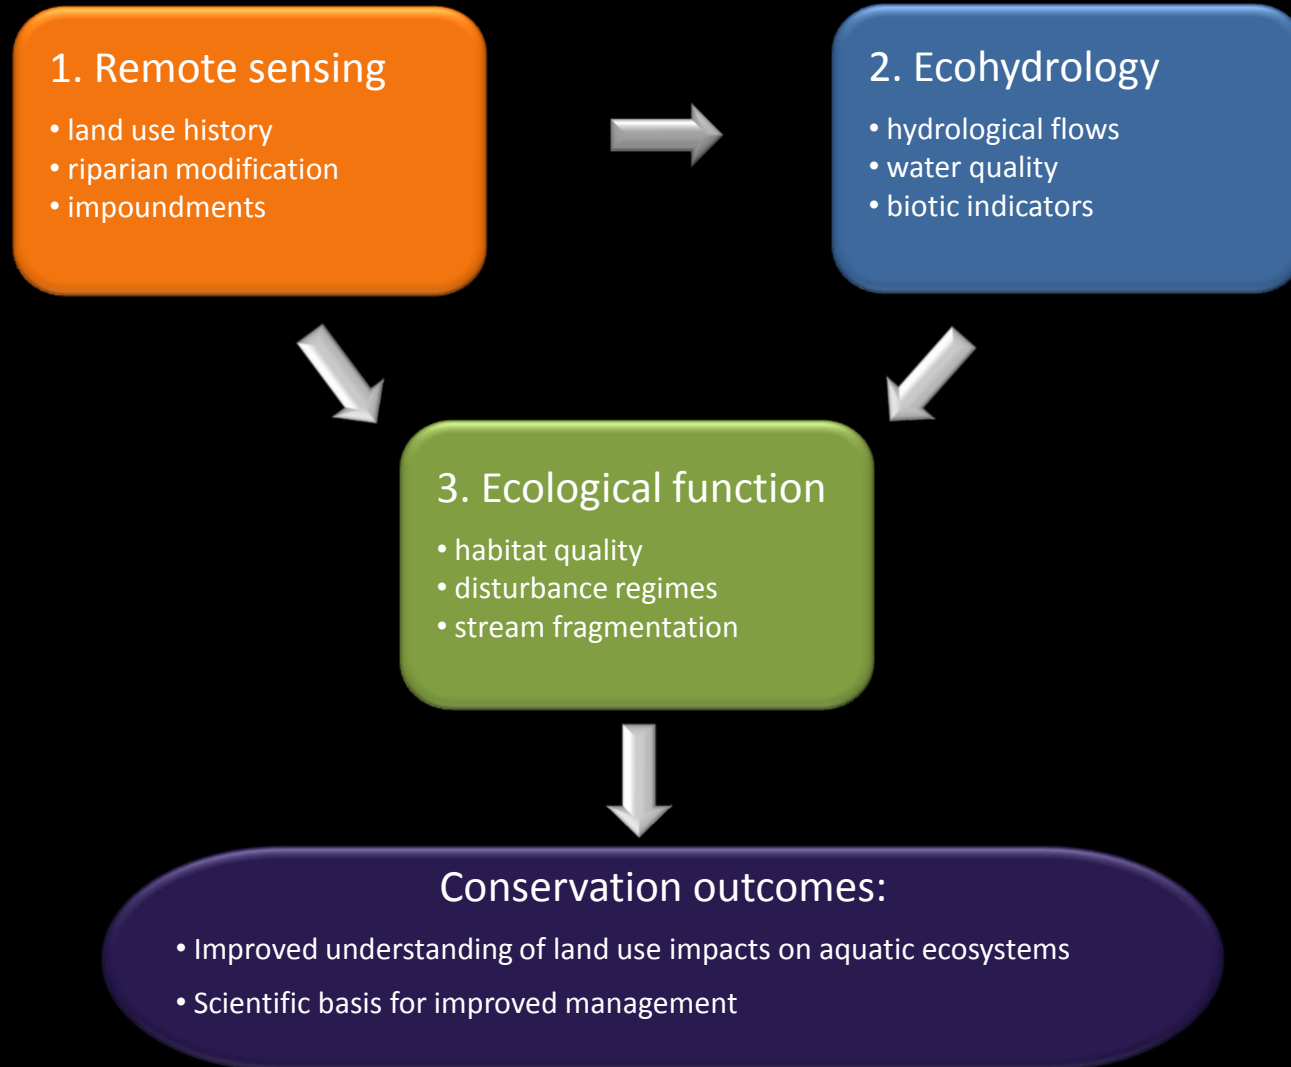 1. Remote sensing
• land use history
• riparian modification
• impoundments
2. Ecohydrology
• hydrological flows
• water quality
• biotic indicators
3. Ecological function
• habitat quality
• disturbance regimes
• stream fragmentation
Conservation outcomes:
• Improved understanding of land use impacts on aquatic ecosystems
• Scientific basis for improved management